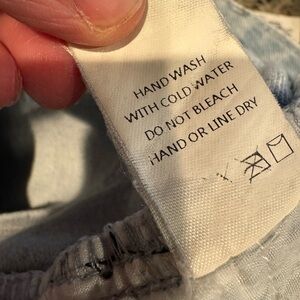 HAND WASH
WITH COLD WATER
DO NOT BLEACH
HAND OR LINE DRY